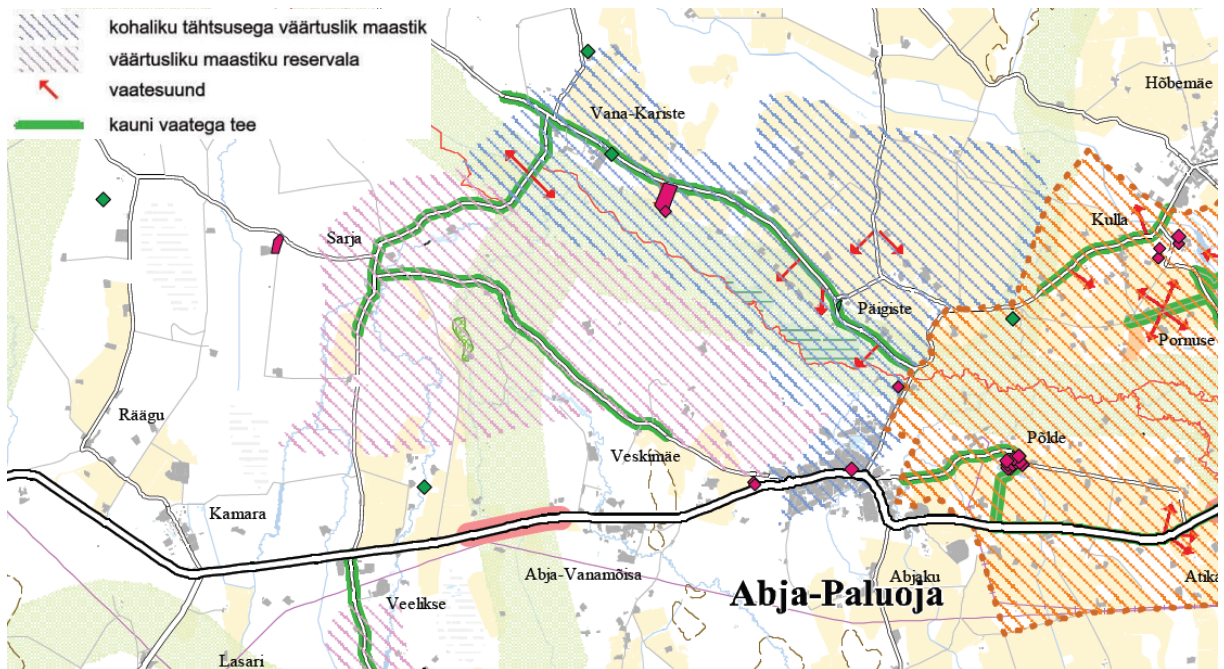 kohaliku tähtsusega väärtuslik maastik
väärtusliku maastiku reservala
vaatesuund
kauni vaatega tee
Hõbemäe
Vana-Kariste
Kulla
Sarja
Päigiste
Pornuse
Räägu
Põlde
Veskimäe
Kamara
Abja-Vanamõisa
Abjaku
Atika
Abja-Paluoja
Veelikse
Lasari